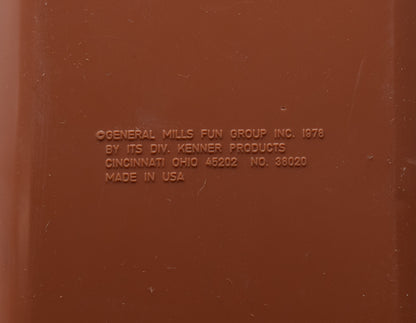 ©GENERAL MILLS FUN GROUP INC. 1978
BY ITS DIV. KENNER PRODUCTS
CINCINNATI OHIO 45202 NO. 38020
MADE IN USA